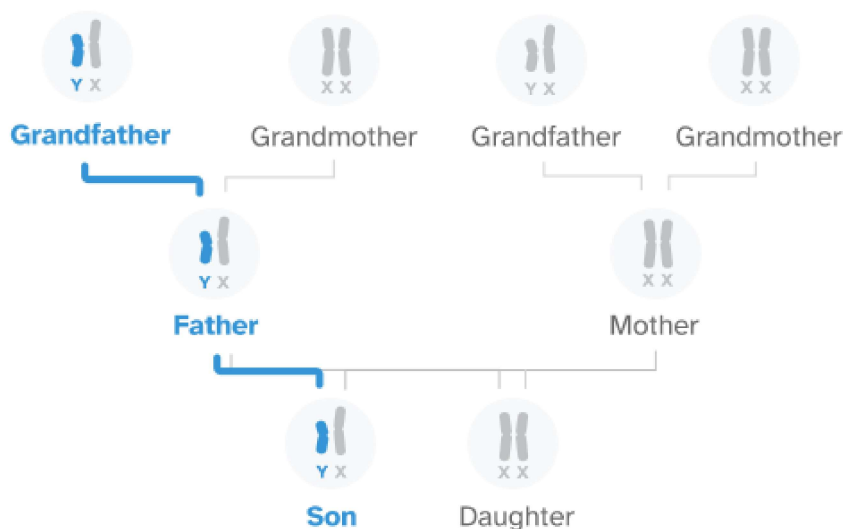 Y X
X X
Y X
X X
Grandfather
Grandmother
Grandfather
Grandmother
Y X
X X
Father
Mother
Y X
X X
Son
Daughter